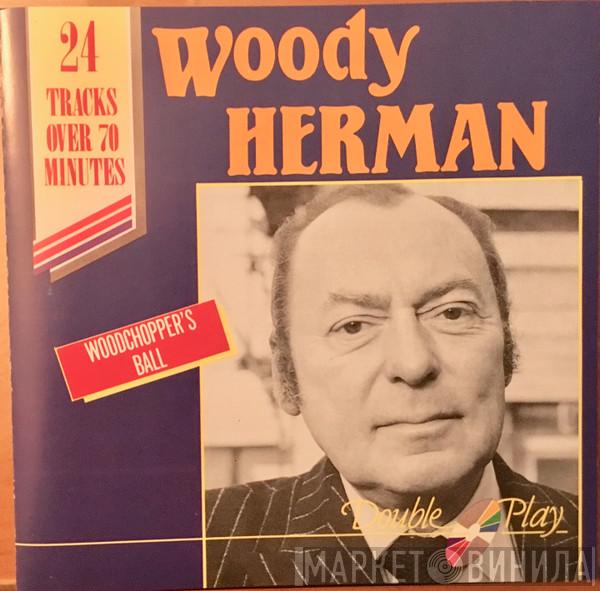 24
TRACKS
OVER 70
MINUTES
Woody
HERMAN
WOODCHOPPER'S
BALL
Double Play
МАРКЕТ ВИНИЛА